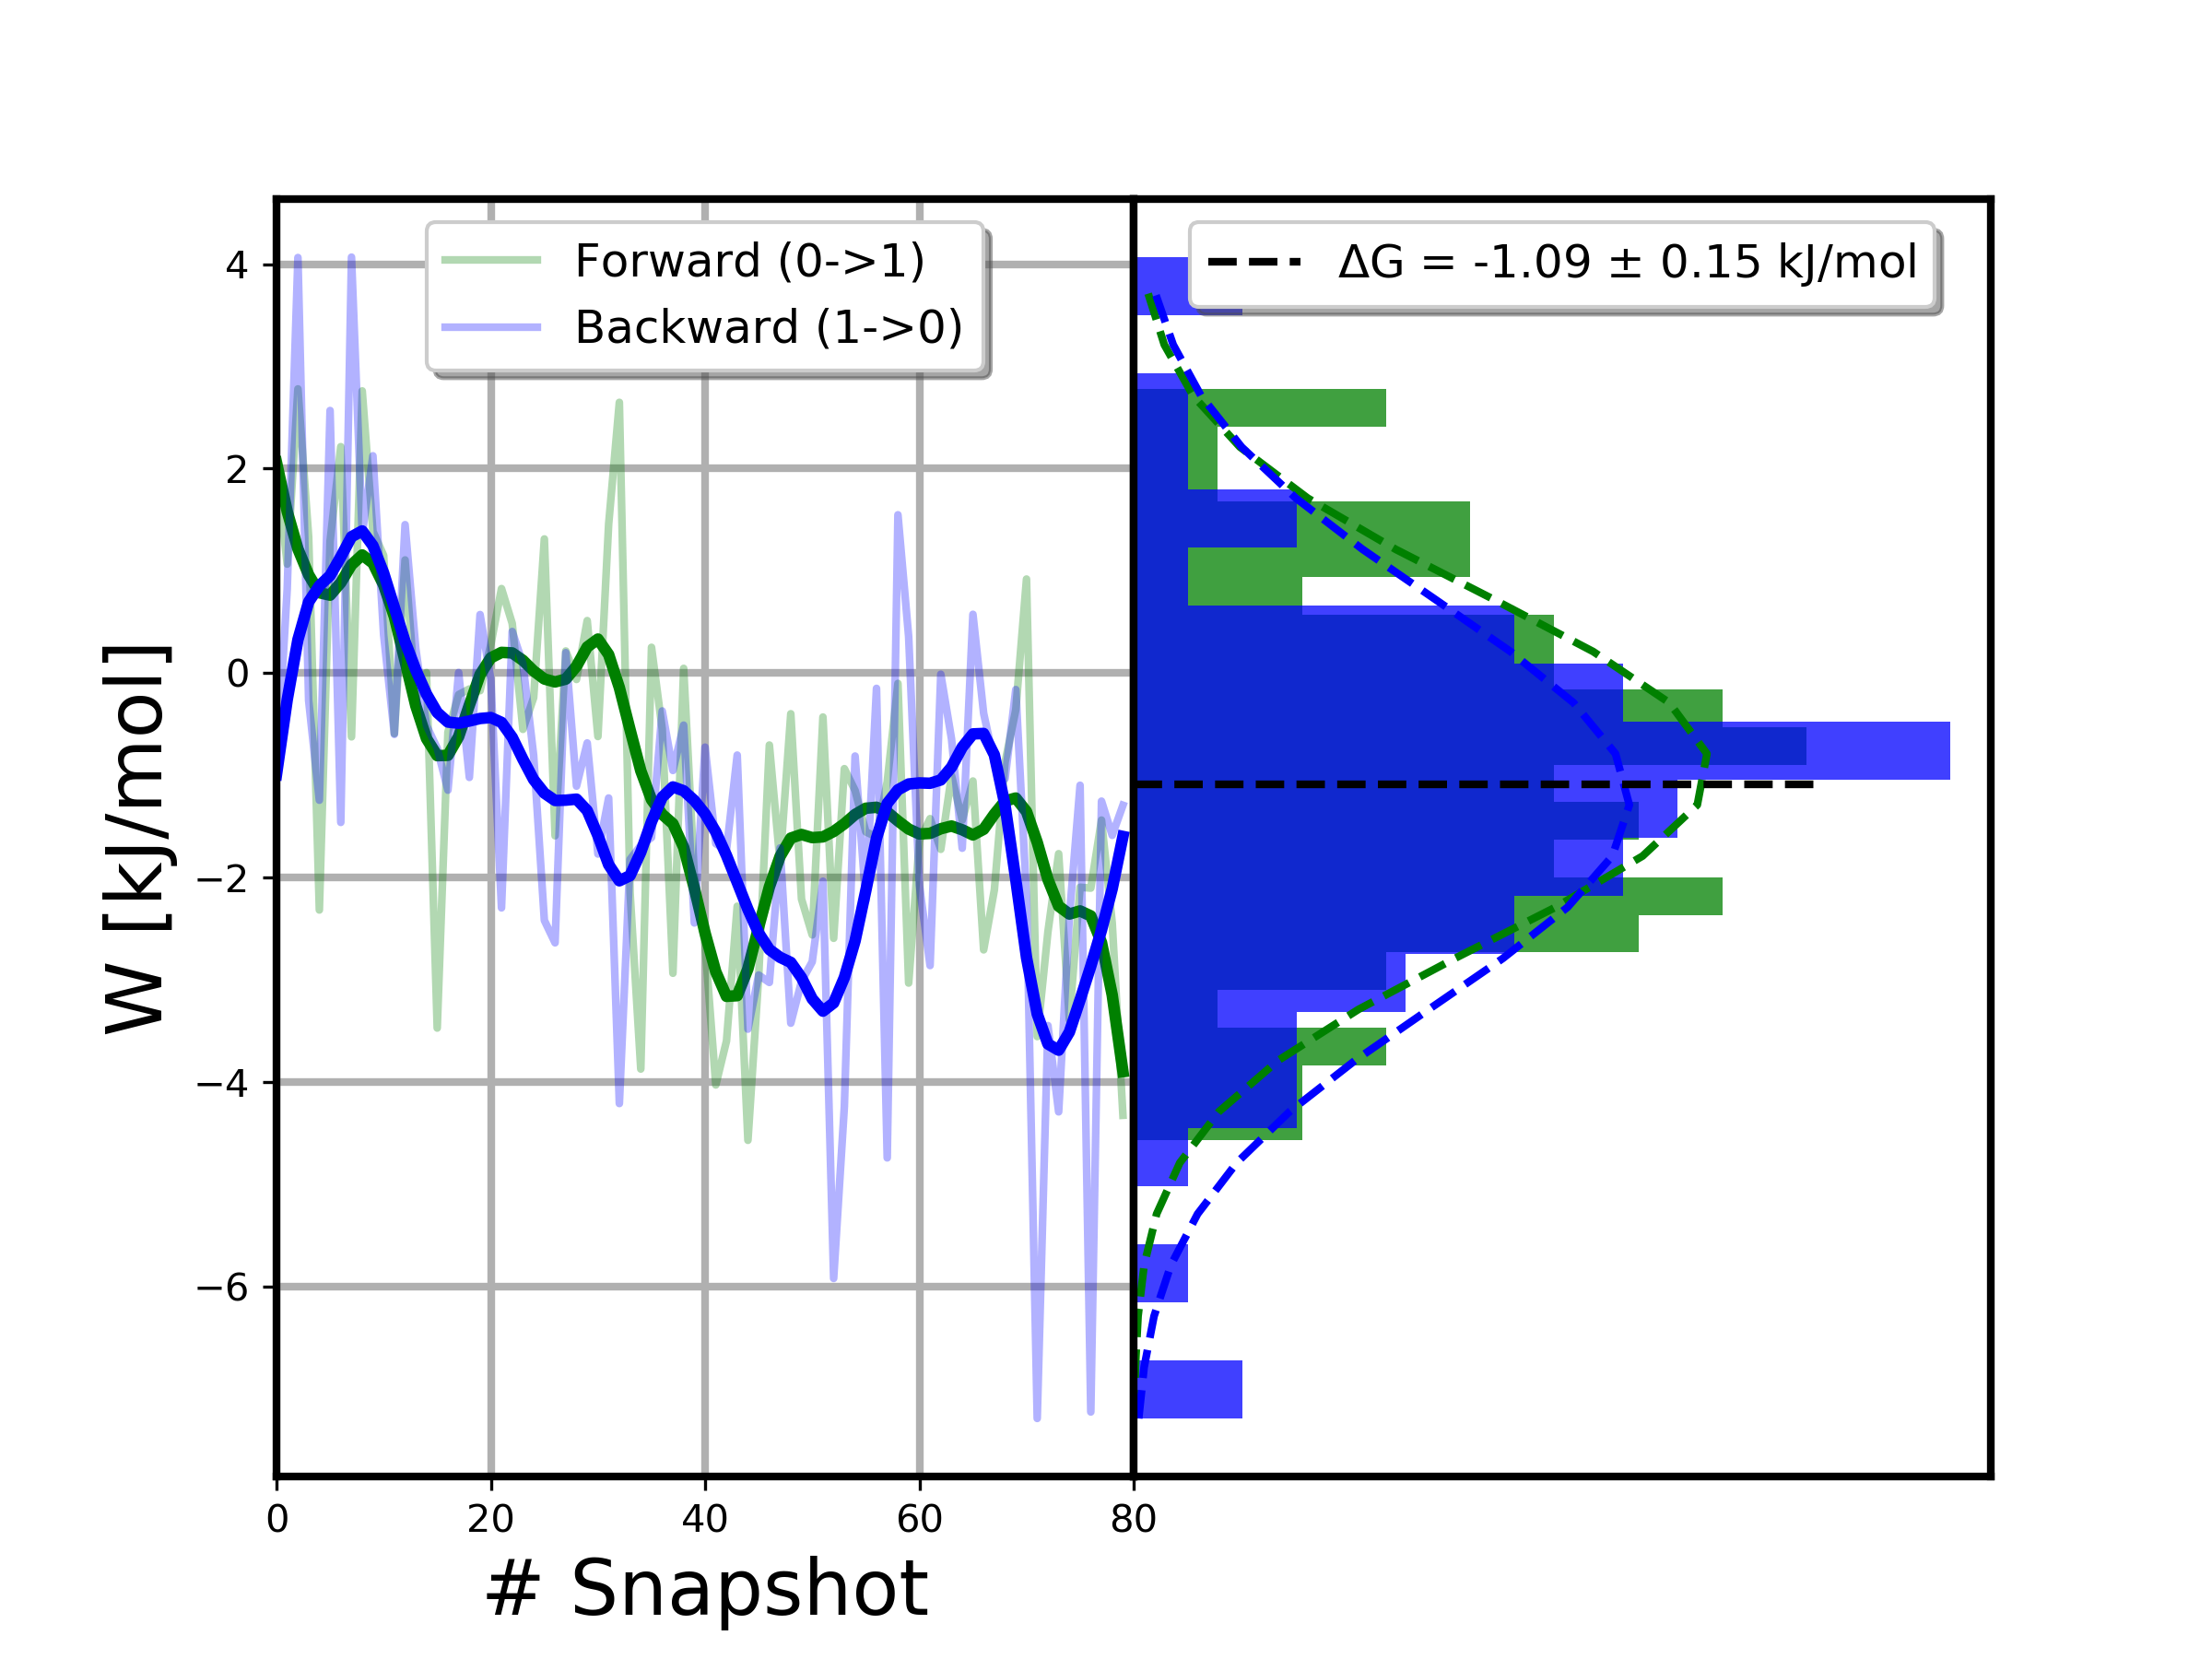 Forward (0->1)
Backward (1->0)
ΔG = -1.09 ± 0.15 kJ/mol
W [kJ/mol]
4
2
0
−2
−4
−6
0 20 40 60 80
# Snapshot